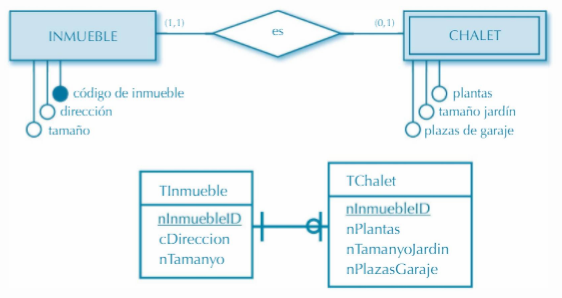 INMUEBLE
(1,1)
es
(0,1)
CHALET
código de inmueble
dirección
tamaño
plantas
tamaño jardín
plazas de garaje
TInmueble
nInmuebleID
cDireccion
nTamanyo
TChalet
nInmuebleID
nPlantas
nTamanyoJardin
nPlazasGaraje